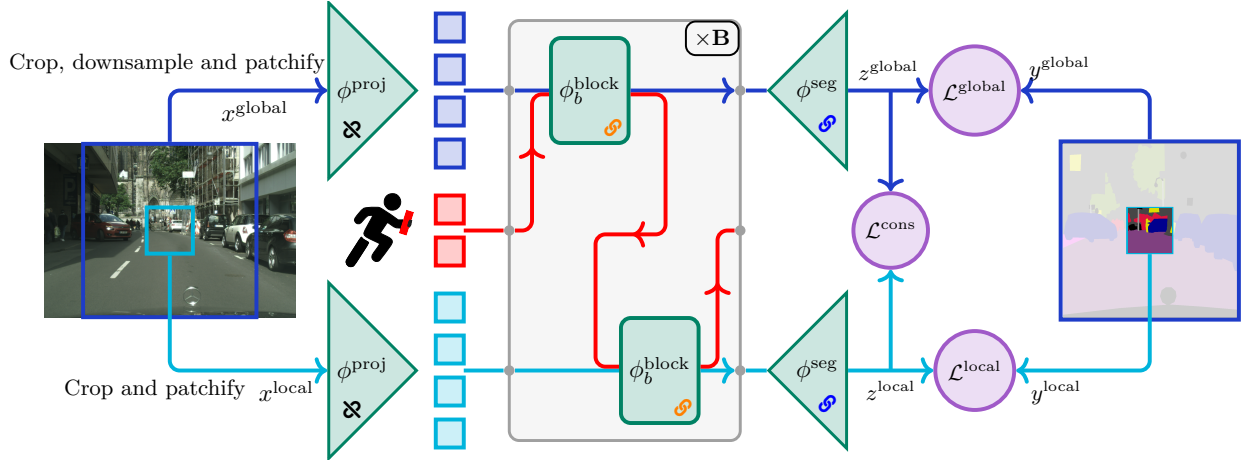 Crop, downsample and patchify
x^global
ϕ^proj
×B
ϕ_b^block
ϕ^seg
z^global
ℒ^global
y^global
ℒ^cons
Crop and patchify
x^local
ϕ^proj
ϕ_b^block
ϕ^seg
z^local
ℒ^local
y^local